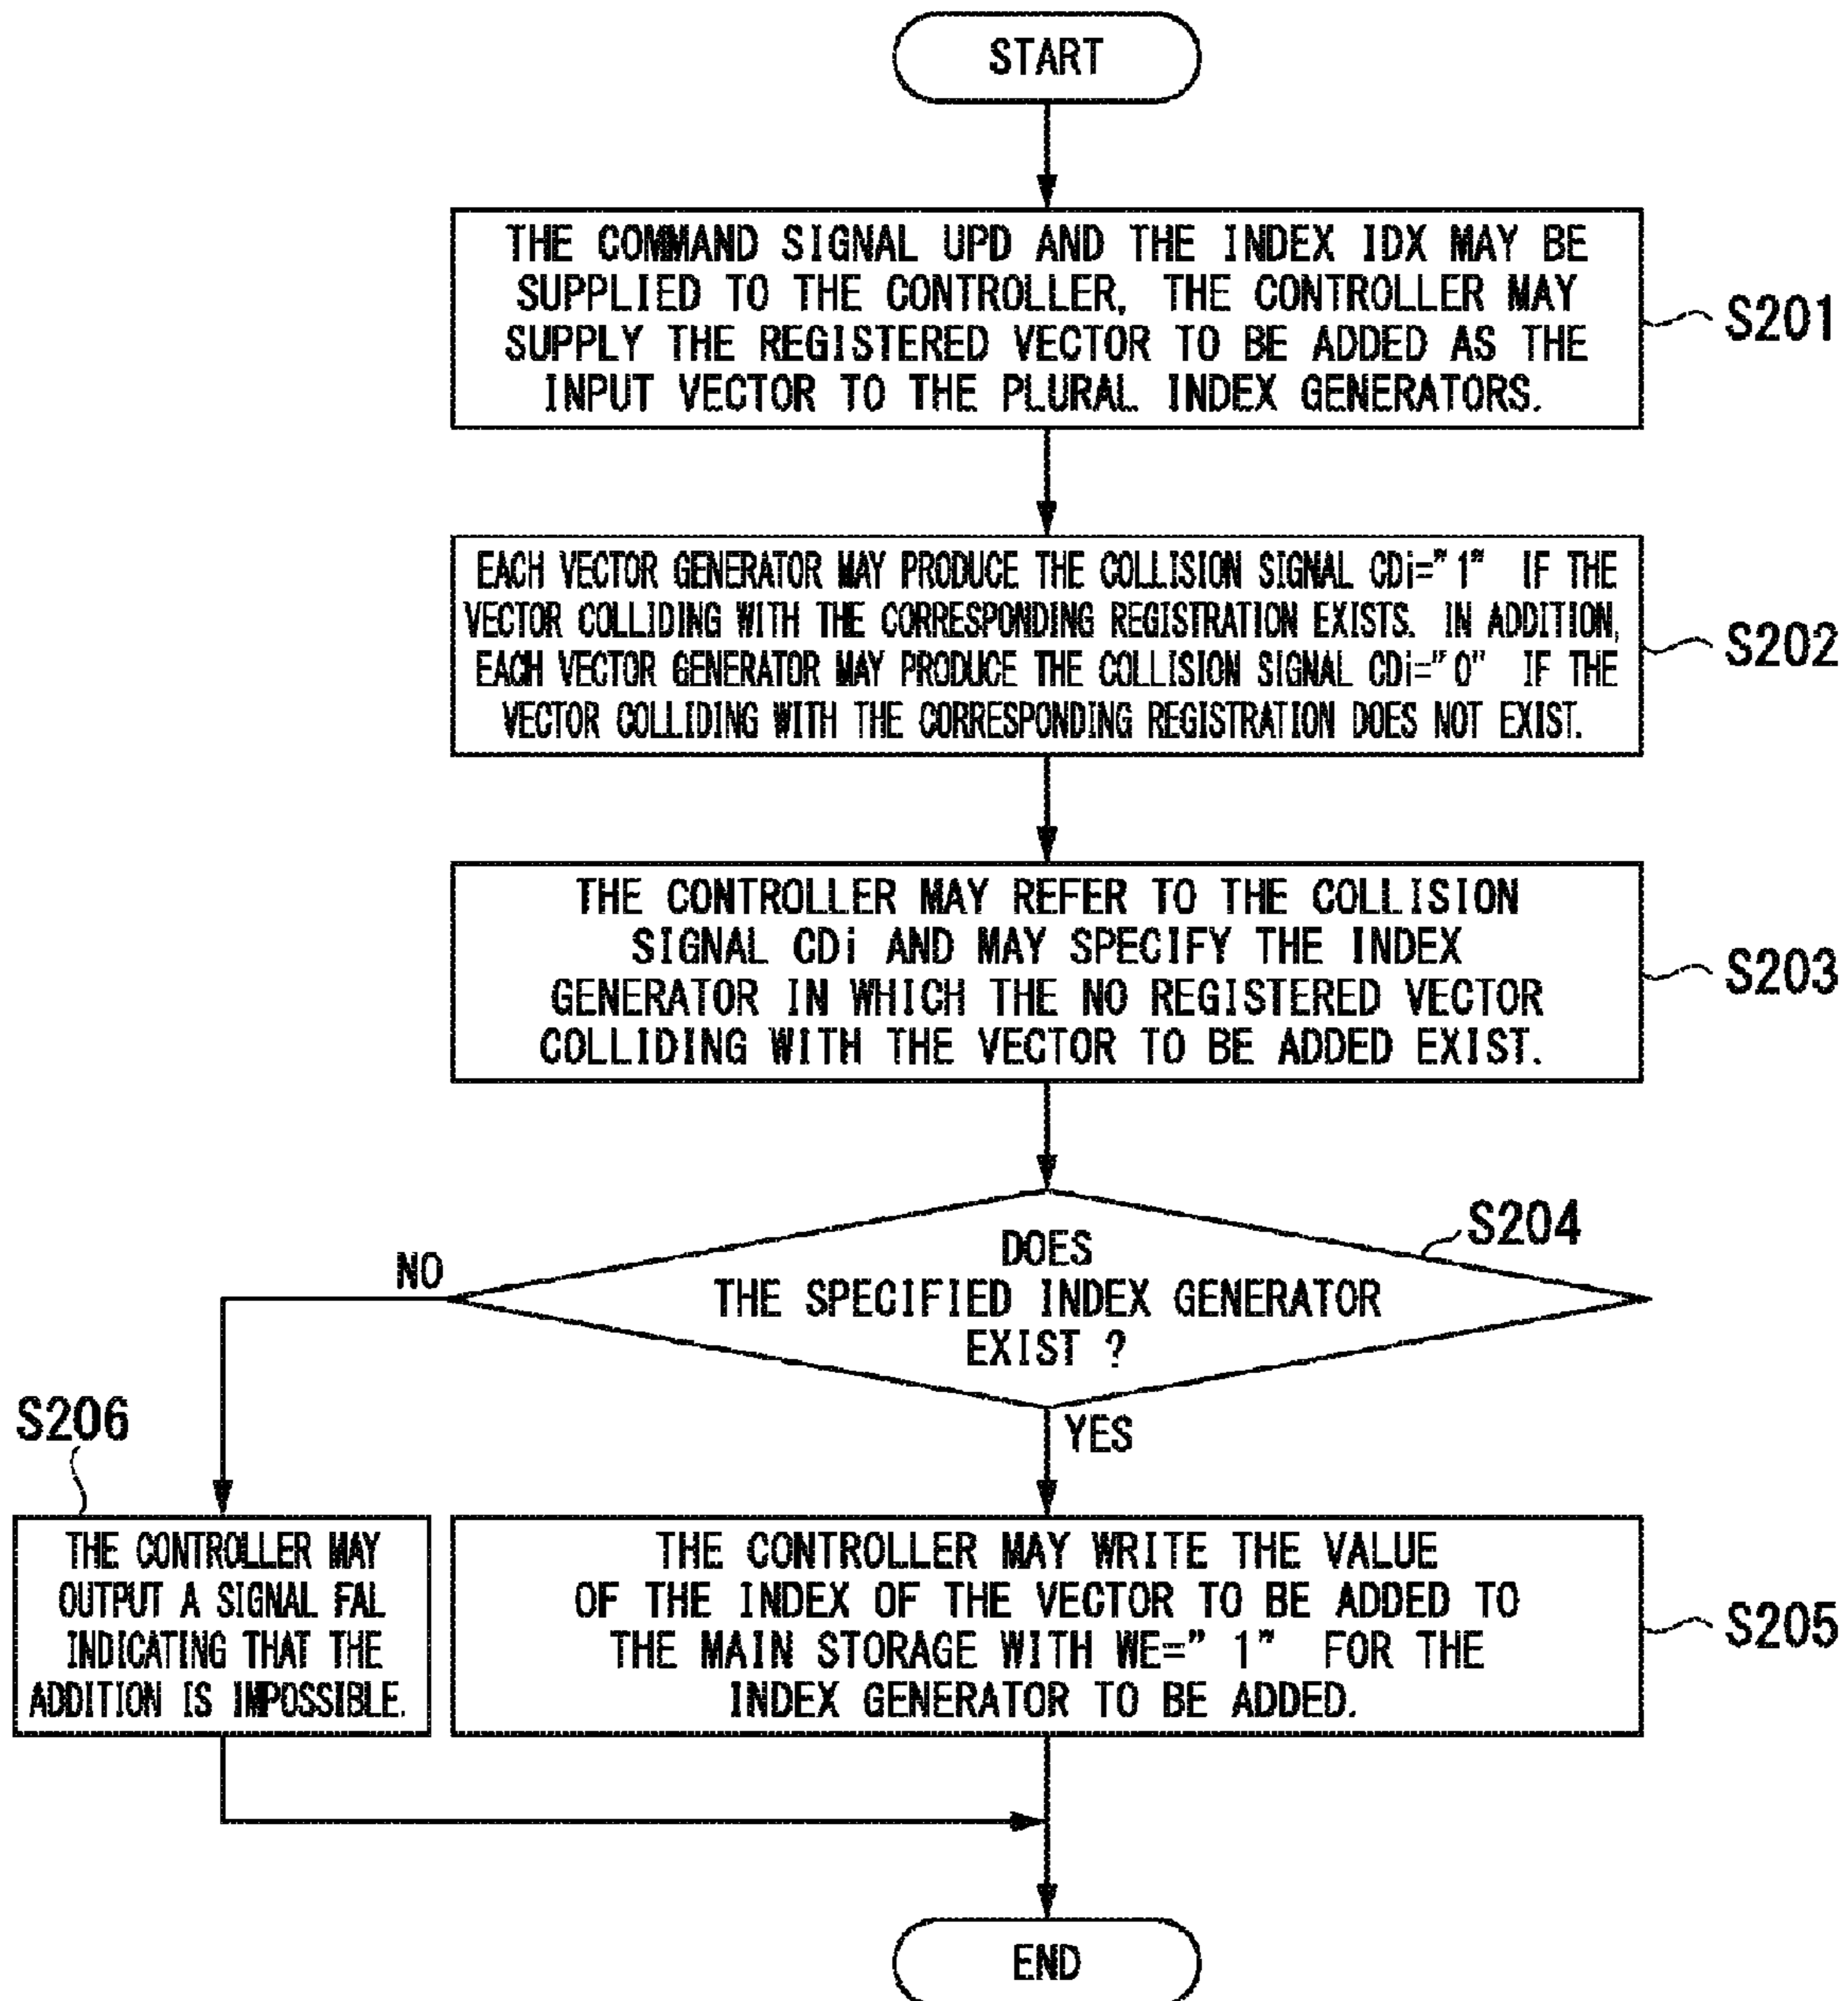 START
THE COMMAND SIGNAL UPD AND THE INDEX IDX MAY BE
SUPPLIED TO THE CONTROLLER, THE CONTROLLER MAY
SUPPLY THE REGISTERED VECTOR TO BE ADDED AS THE
INPUT VECTOR TO THE PLURAL INDEX GENERATORS.
S201
EACH VECTOR GENERATOR MAY PRODUCE THE COLLISION SIGNAL CDi="1" IF THE
VECTOR COLLIDING WITH THE CORRESPONDING REGISTRATION EXISTS. IN ADDITION,
EACH VECTOR GENERATOR MAY PRODUCE THE COLLISION SIGNAL CDi="0" IF THE
VECTOR COLLIDING WITH THE CORRESPONDING REGISTRATION DOES NOT EXIST.
S202
THE CONTROLLER MAY REFER TO THE COLLISION
SIGNAL CDi AND MAY SPECIFY THE INDEX
GENERATOR IN WHICH THE NO REGISTERED VECTOR
COLLIDING WITH THE VECTOR TO BE ADDED EXIST.
S203
DOES
THE SPECIFIED INDEX GENERATOR
EXIST ?
S204
NO
YES
S206
THE CONTROLLER MAY
OUTPUT A SIGNAL FAL
INDICATING THAT THE
ADDITION IS IMPOSSIBLE.
THE CONTROLLER MAY WRITE THE VALUE
OF THE INDEX OF THE VECTOR TO BE ADDED TO
THE MAIN STORAGE WITH WE="1" FOR THE
INDEX GENERATOR TO BE ADDED.
S205
END